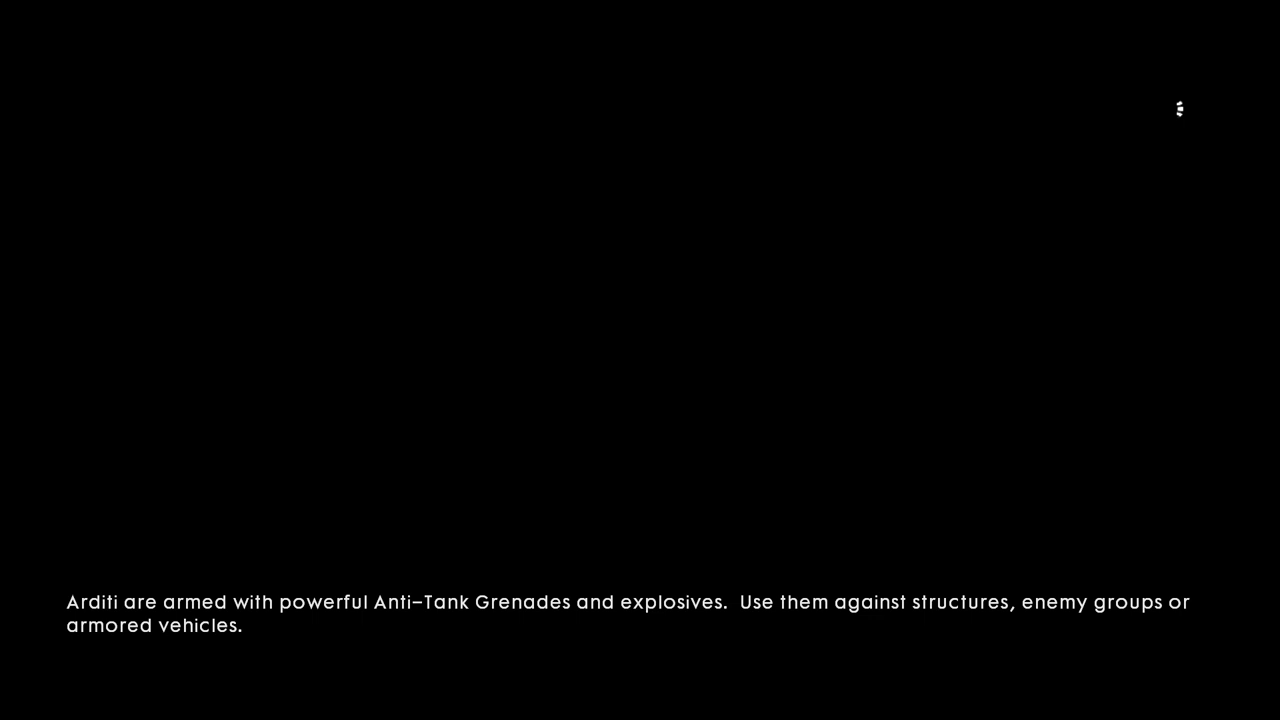 Arditi are armed with powerful Anti-Tank Grenades and explosives.  Use them against structures, enemy groups or
armored vehicles.